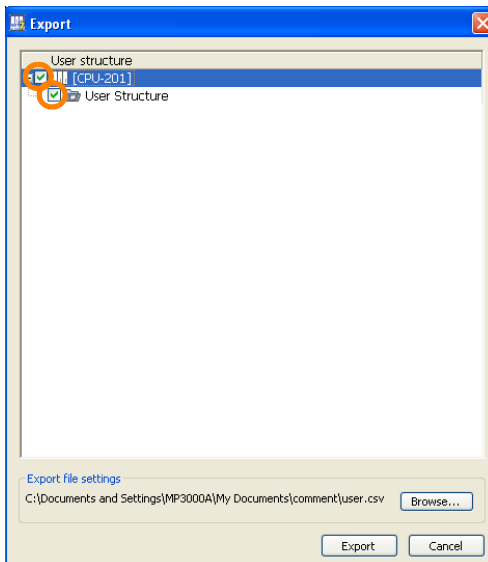 Export
User structure
[CPU-201]
User Structure
Export file settings
C:\Documents and Settings\MP3000A\My Documents\comment\user.csv
Browse...
Export
Cancel